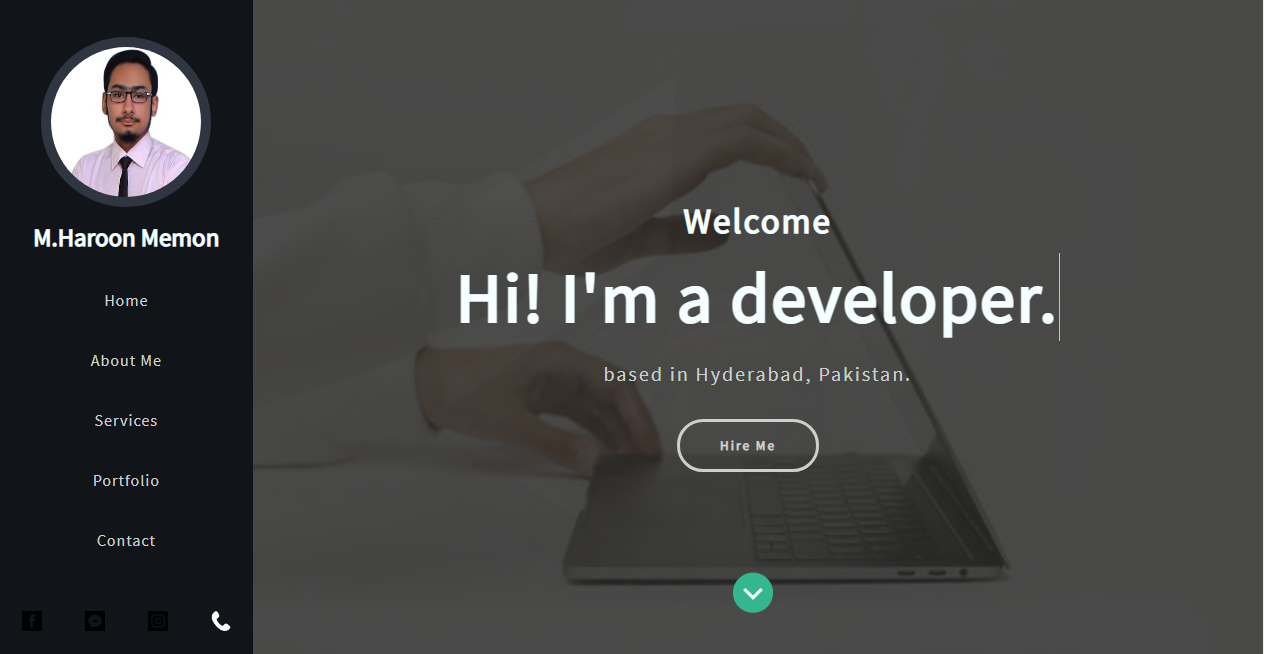 M.Haroon Memon
Home
About Me
Services
Portfolio
Contact
Welcome
Hi! I'm a developer.
based in Hyderabad, Pakistan.
Hire Me